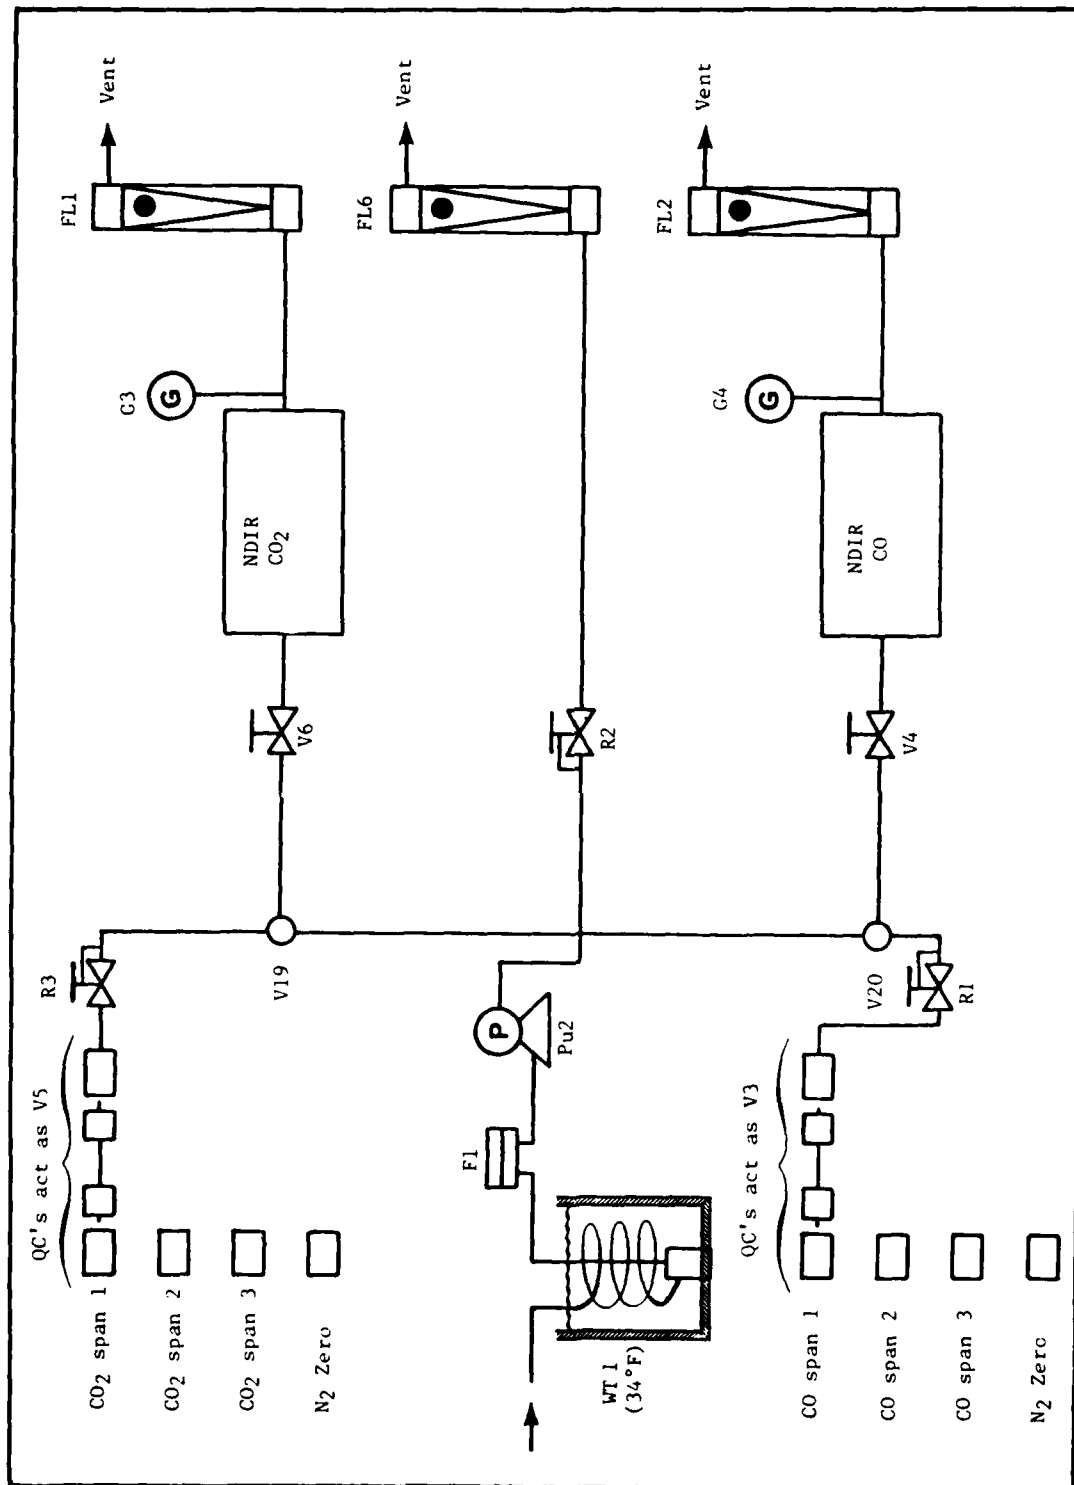 QC's act as V5
CO2 span 1
CO2 span 2
CO2 span 3
N2 Zero
R3
V19
V6
NDIR
CO2
G3
G
FL1
Vent
WT 1
(34°F)
F1
P
Pu2
R2
FL6
Vent
QC's act as V3
CO span 1
CO span 2
CO span 3
N2 Zero
V20
R1
V4
NDIR
CO
G4
G
FL2
Vent